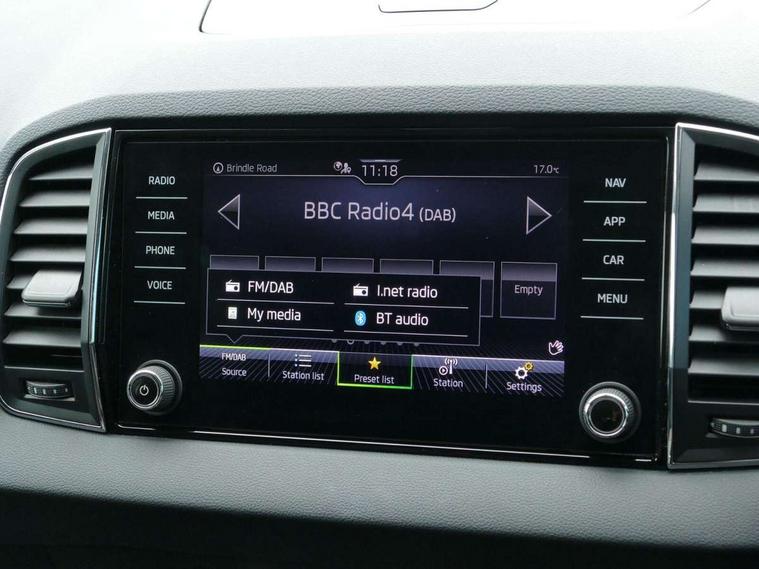 RADIO
MEDIA
PHONE
VOICE
Brindle Road
11:18
17.0°C
BBC Radio4 (DAB)
FM/DAB
I.net radio
My media
BT audio
Empty
FM/DAB
Source
Station list
Preset list
Station
Settings
NAV
APP
CAR
MENU